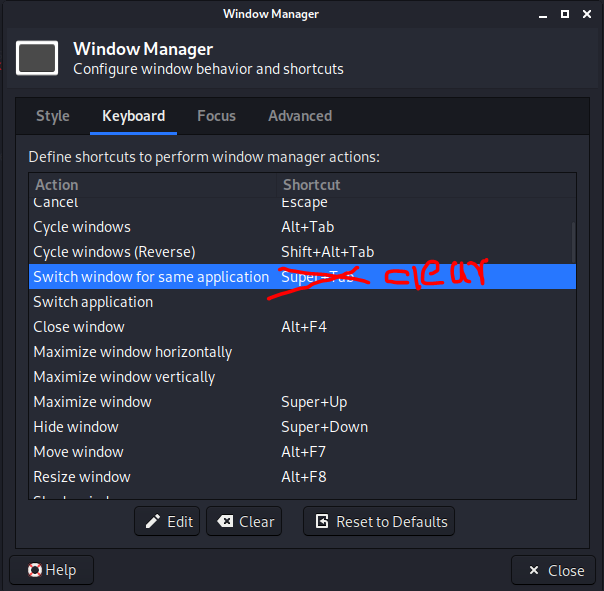 Window Manager
Window Manager
Configure window behavior and shortcuts
Style Keyboard Focus Advanced
Define shortcuts to perform window manager actions:
Action Shortcut
Cancel Escape
Cycle windows Alt+Tab
Cycle windows (Reverse) Shift+Alt+Tab
Switch window for same application Super+Tab clear
Switch application
Close window Alt+F4
Maximize window horizontally
Maximize window vertically
Maximize window Super+Up
Hide window Super+Down
Move window Alt+F7
Resize window Alt+F8
Edit Clear Reset to Defaults
Help Close